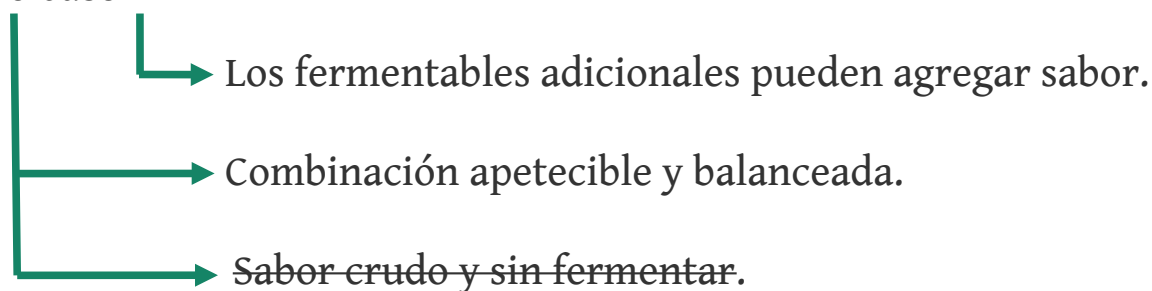 Los fermentables adicionales pueden agregar sabor.
Combinación apetecible y balanceada.
Sabor crudo y sin fermentar.